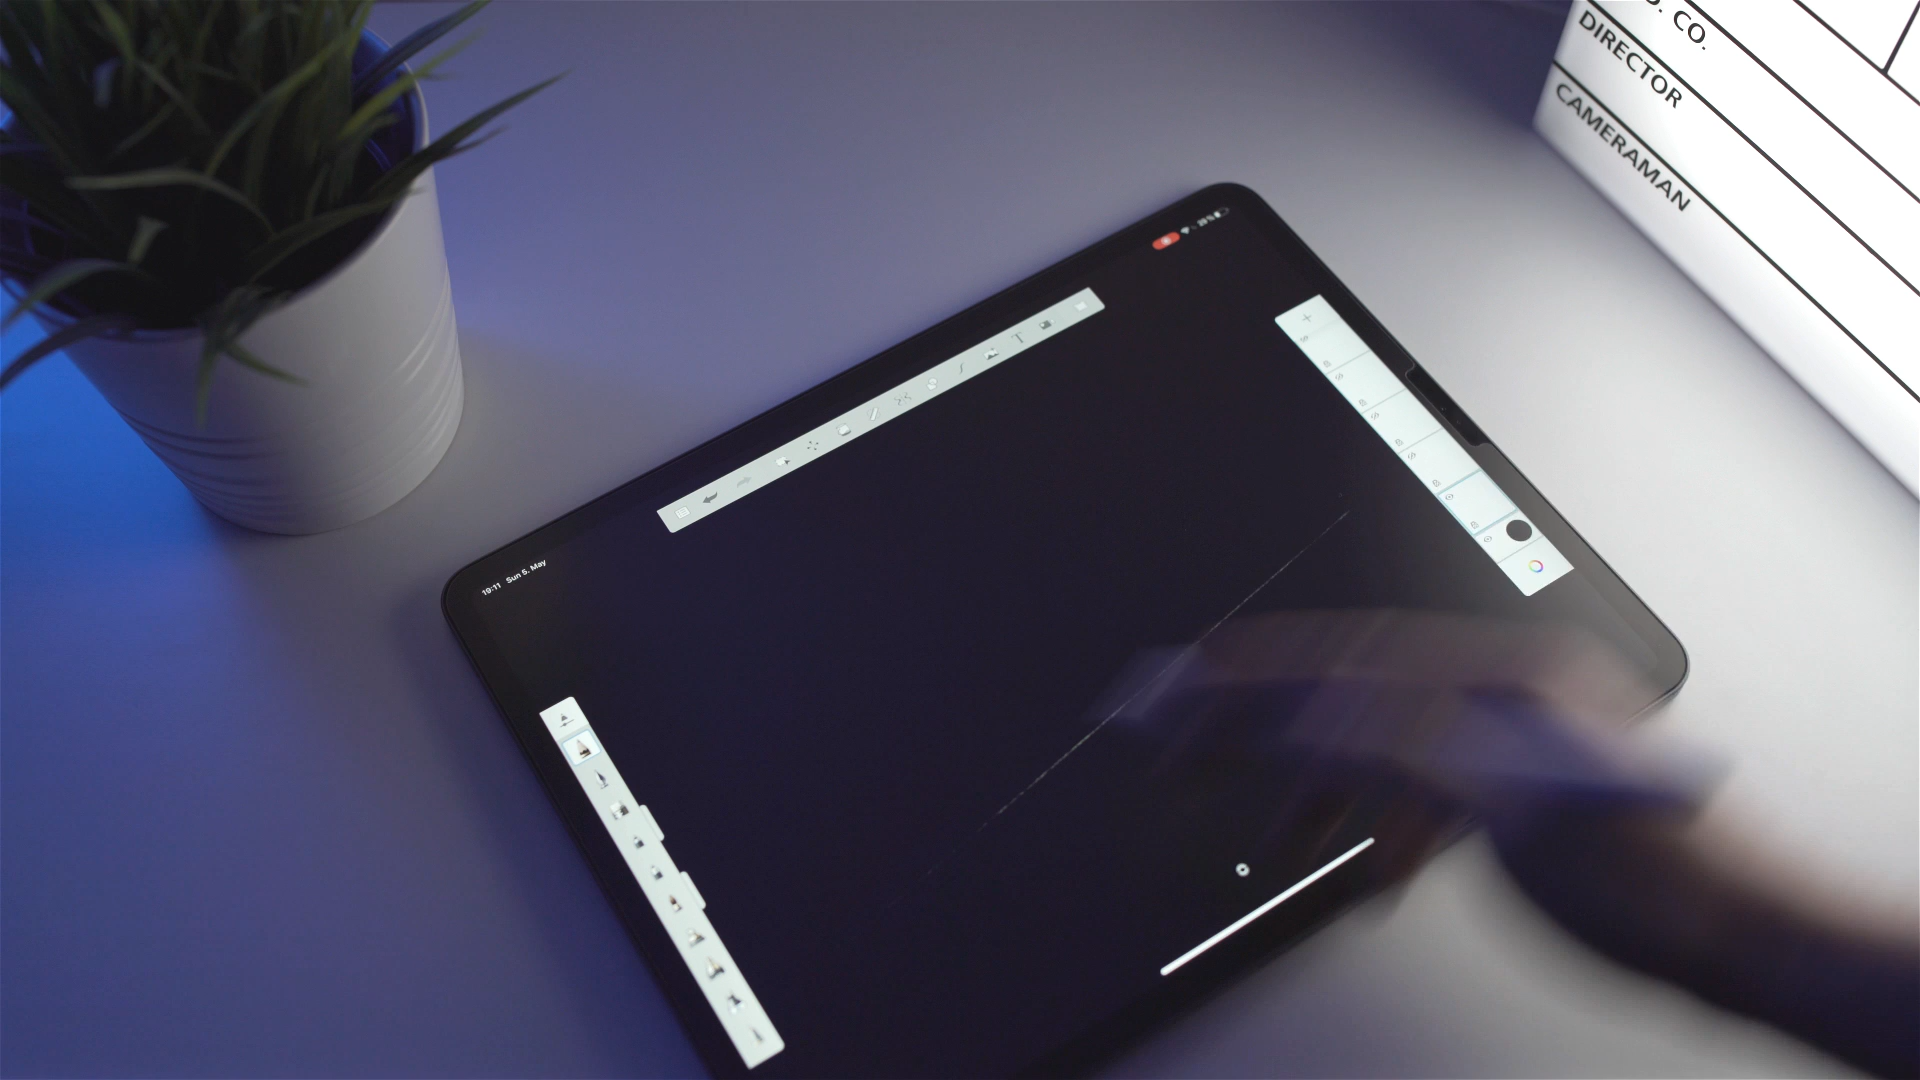 D. CO.
DIRECTOR
CAMERAMAN
19:11 Sun 5. May
T